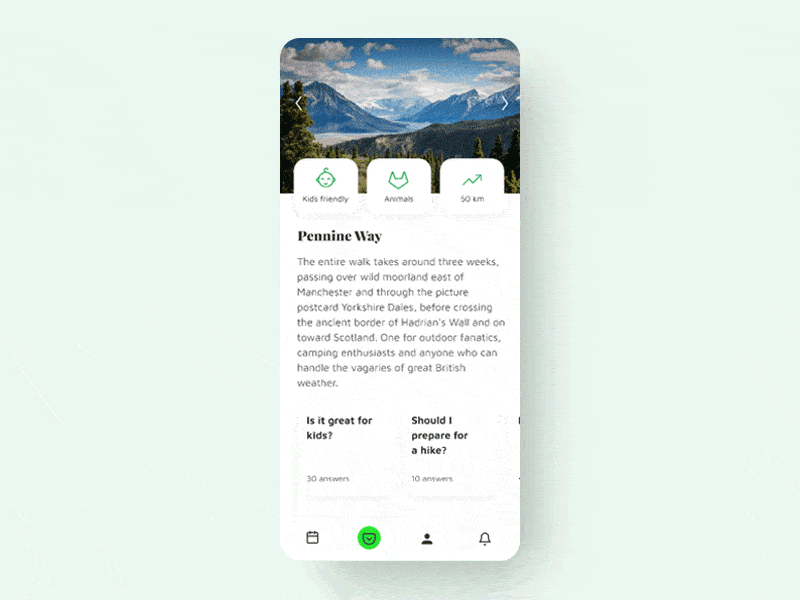 Kids friendly
Animals
50 km
Pennine Way
The entire walk takes around three weeks,
passing over wild moorland east of
Manchester and through the picture
postcard Yorkshire Dales, before crossing
the ancient border of Hadrian's Wall and on
toward Scotland. One for outdoor fanatics,
camping enthusiasts and anyone who can
handle the vagaries of great British
weather.
Is it great for
kids?
30 answers
Should I
prepare for
a hike?
10 answers